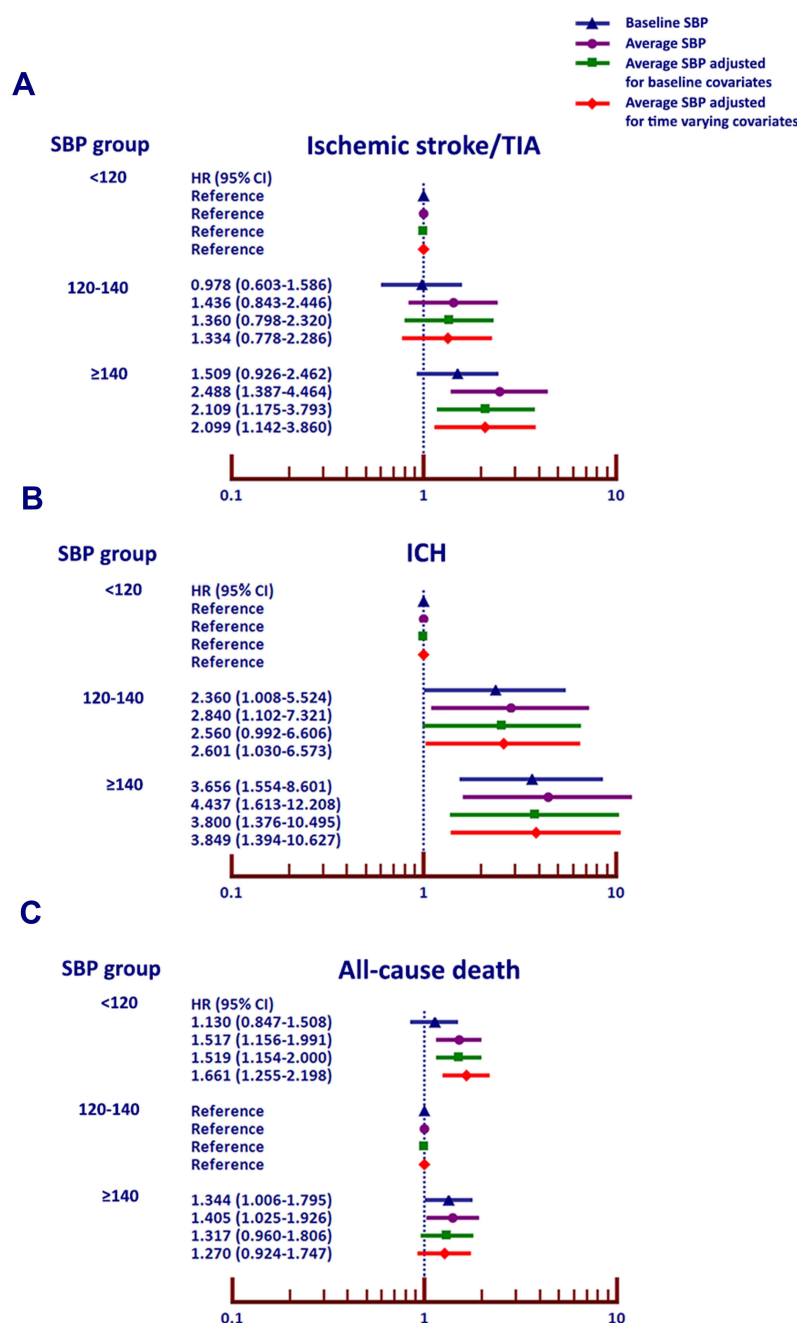 Baseline SBP
Average SBP
Average SBP adjusted
for baseline covariates
Average SBP adjusted
for time varying covariates
A
SBP group
Ischemic stroke/TIA
<120
HR (95% CI)
Reference
Reference
Reference
Reference
120-140
0.978 (0.603-1.586)
1.436 (0.843-2.446)
1.360 (0.798-2.320)
1.334 (0.778-2.286)
≥140
1.509 (0.926-2.462)
2.488 (1.387-4.464)
2.109 (1.175-3.793)
2.099 (1.142-3.860)
0.1 1 10
B
SBP group
ICH
<120
HR (95% CI)
Reference
Reference
Reference
Reference
120-140
2.360 (1.008-5.524)
2.840 (1.102-7.321)
2.560 (0.992-6.606)
2.601 (1.030-6.573)
≥140
3.656 (1.554-8.601)
4.437 (1.613-12.208)
3.800 (1.376-10.495)
3.849 (1.394-10.627)
0.1 1 10
C
SBP group
All-cause death
<120
HR (95% CI)
1.130 (0.847-1.508)
1.517 (1.156-1.991)
1.519 (1.154-2.000)
1.661 (1.255-2.198)
120-140
Reference
Reference
Reference
Reference
≥140
1.344 (1.006-1.795)
1.405 (1.025-1.926)
1.317 (0.960-1.806)
1.270 (0.924-1.747)
0.1 1 10